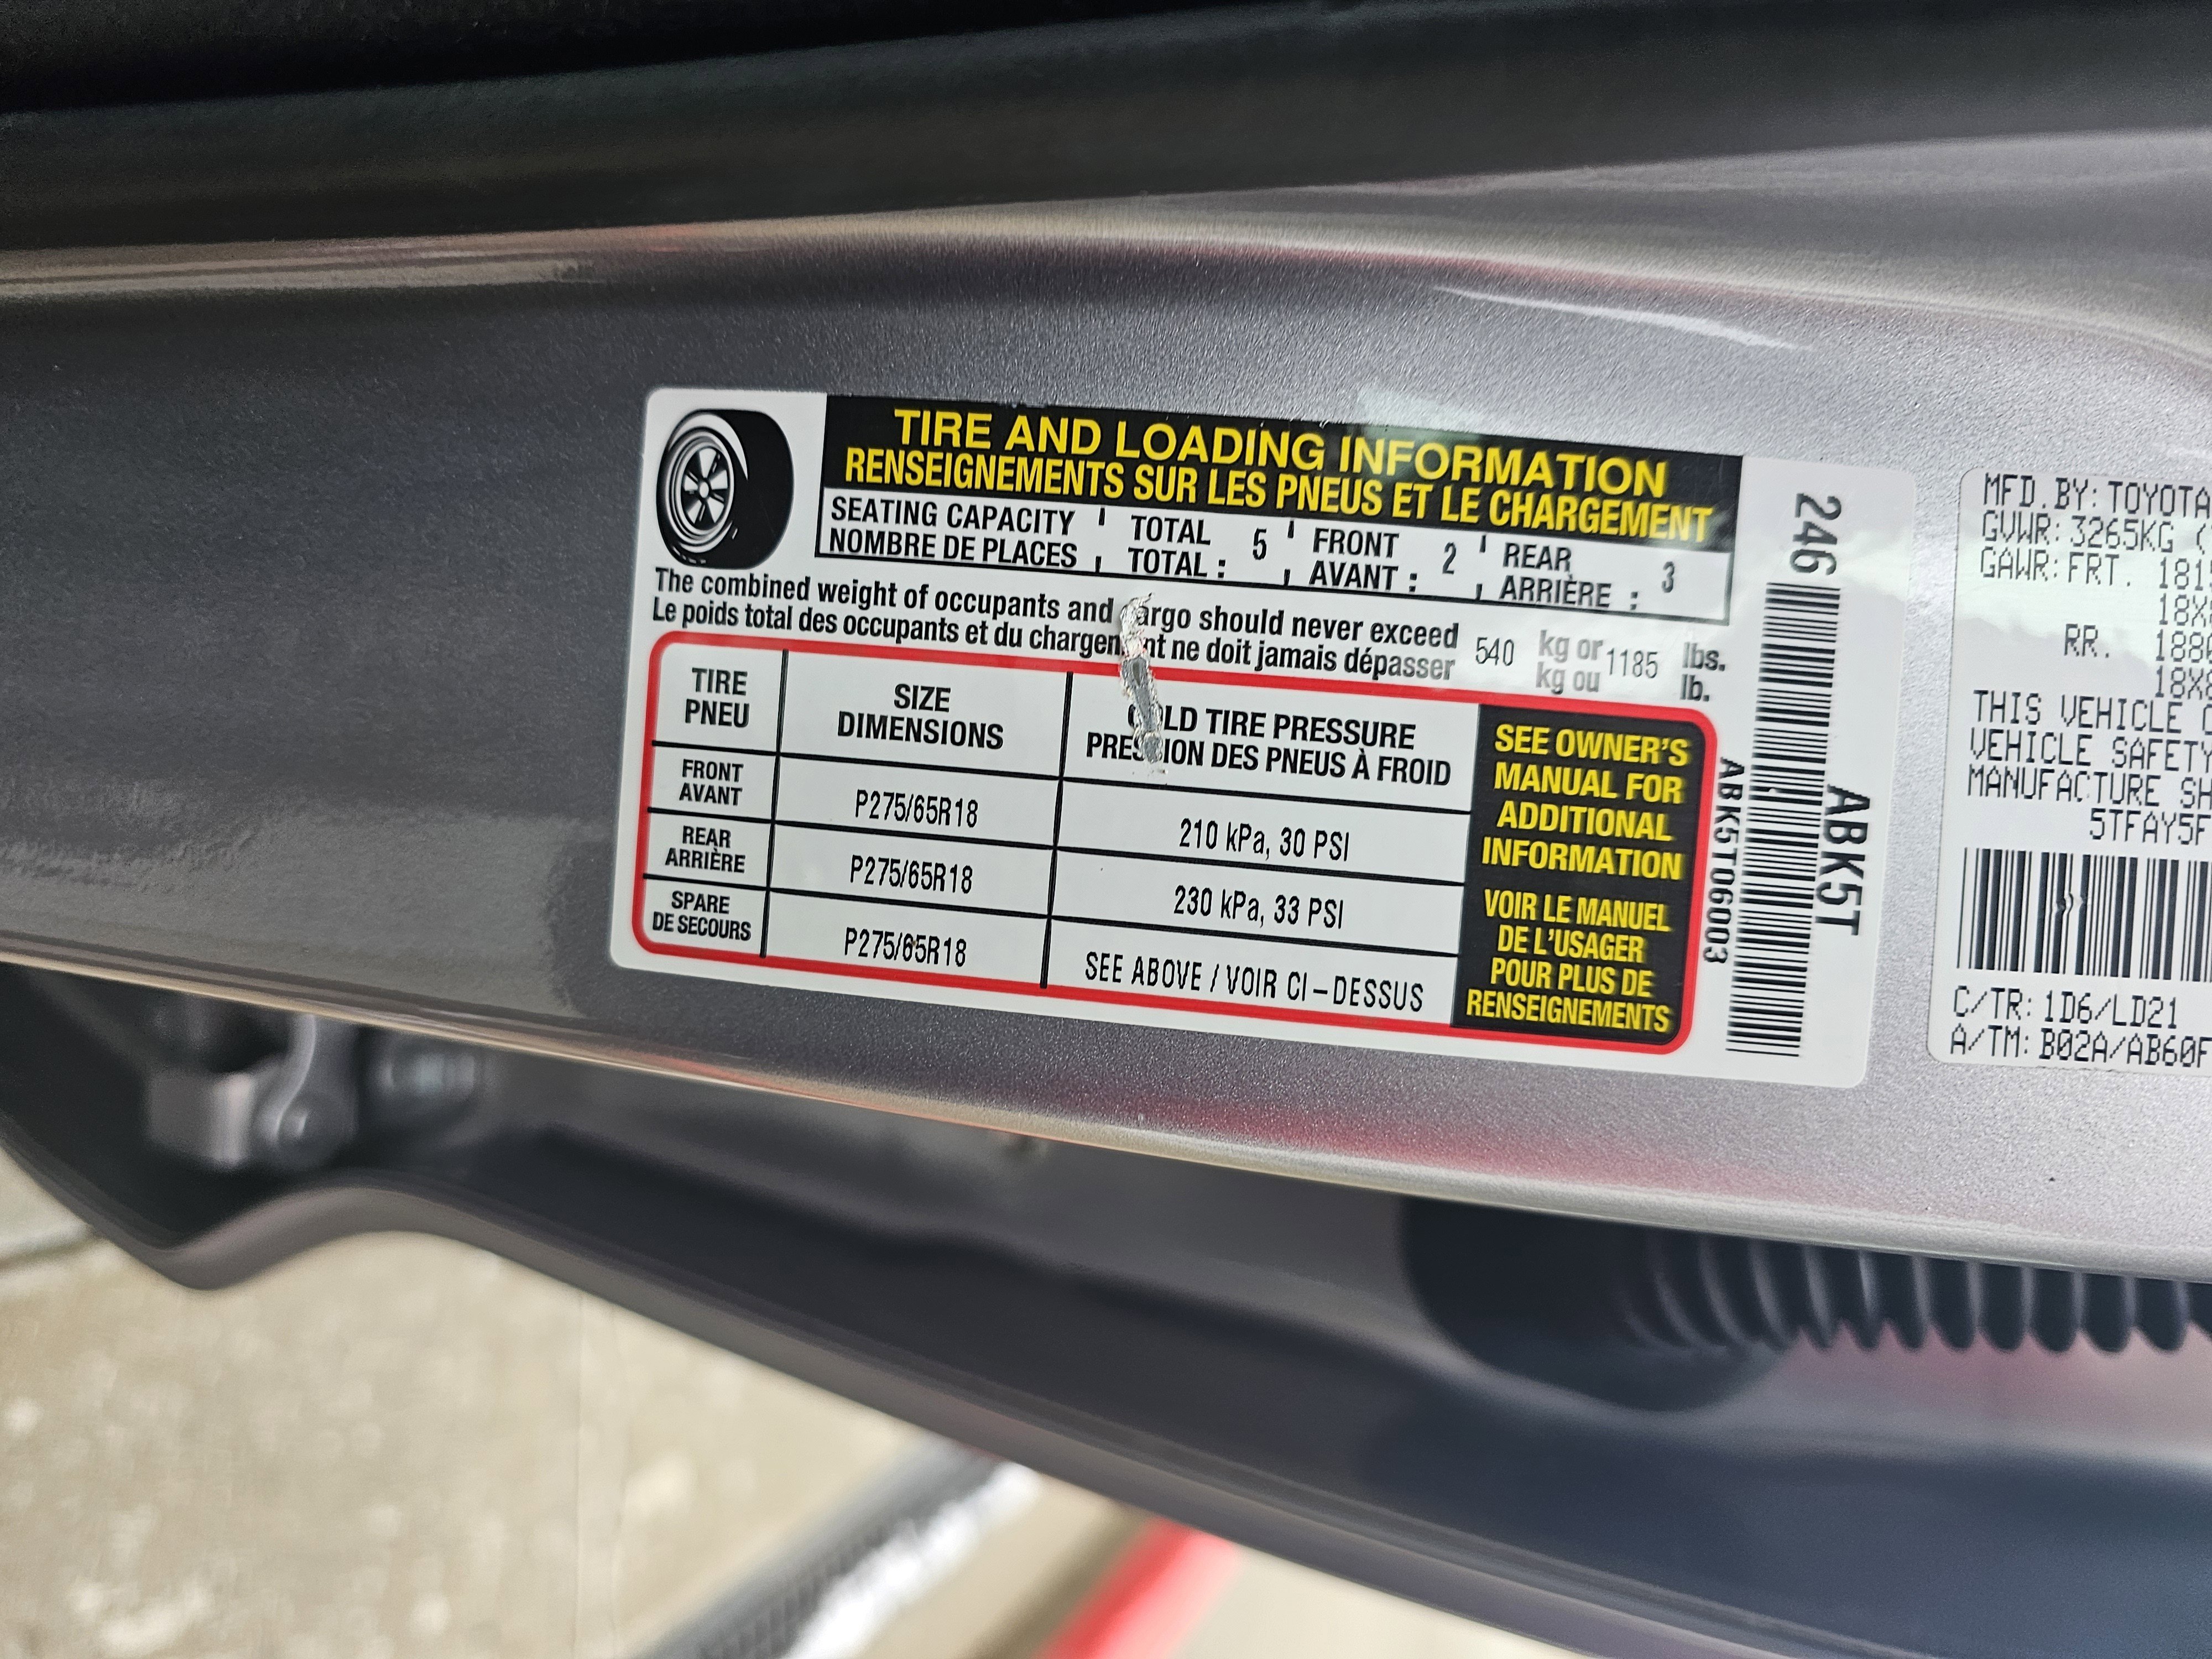 TIRE AND LOADING INFORMATION
RENSEIGNEMENTS SUR LES PNEUS ET LE CHARGEMENT
SEATING CAPACITY TOTAL 5 FRONT 2 REAR 3
NOMBRE DE PLACES TOTAL : AVANT : ARRIÈRE :
The combined weight of occupants and cargo should never exceed 540 kg or 1185 lbs.
Le poids total des occupants et du chargement ne doit jamais dépasser kg ou lb.
TIRE
PNEU
SIZE
DIMENSIONS
COLD TIRE PRESSURE
PRESSION DES PNEUS À FROID
FRONT
AVANT
P275/65R18
210 kPa, 30 PSI
REAR
ARRIÈRE
P275/65R18
230 kPa, 33 PSI
SPARE
DE SECOURS
P275/65R18
SEE ABOVE / VOIR CI-DESSUS
SEE OWNER'S
MANUAL FOR
ADDITIONAL
INFORMATION
VOIR LE MANUEL
DE L'USAGER
POUR PLUS DE
RENSEIGNEMENTS
246
ABK5T06003
ABK5T
MFD.BY:TOYOTA
GVWR:3265KG (
GAWR:FRT. 181
18X
RR. 188
18X
THIS VEHICLE
VEHICLE SAFETY
MANUFACTURE SH
5TFAY5F
C/TR:1D6/LD21
A/TM:B02A/AB60F